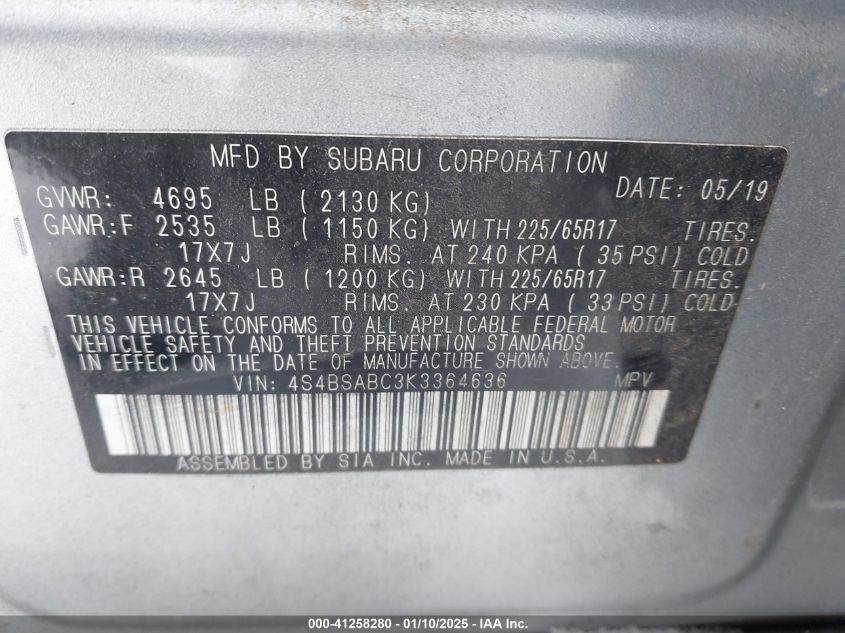 MFD BY SUBARU CORPORATION
DATE: 05/19
GVWR: 4695 LB ( 2130 KG)
GAWR:F 2535 LB ( 1150 KG) WITH 225/65R17 TIRES.
17X7J RIMS. AT 240 KPA ( 35 PSI) COLD
GAWR:R 2645 LB ( 1200 KG) WITH 225/65R17 TIRES.
17X7J RIMS. AT 230 KPA ( 33 PSI) COLD
THIS VEHICLE CONFORMS TO ALL APPLICABLE FEDERAL MOTOR
VEHICLE SAFETY AND THEFT PREVENTION STANDARDS
IN EFFECT ON THE DATE OF MANUFACTURE SHOWN ABOVE.
VIN: 4S4BSABC3K3364636 MPV
ASSEMBLED BY SIA INC. MADE IN U.S.A.
000-41258280 - 01/10/2025 - IAA Inc.